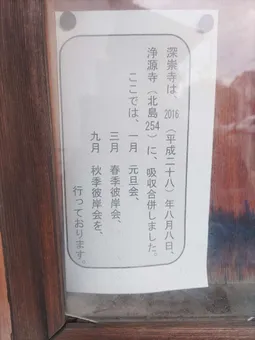 深崇寺は、2016（平成二十八）年八月八日、
浄源寺（北島254）に、吸収合併しました。
ここでは、一月　元旦会、
三月　春季彼岸会、
九月　秋季彼岸会を、
行っております。